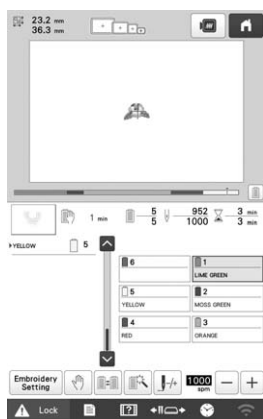 23.2 mm
36.3 mm
1 min
5
5
952
1000
3 min
3 min
YELLOW 5
6
1
LIME GREEN
5
YELLOW
2
MOSS GREEN
4
RED
3
ORANGE
Embroidery
Setting
1000
spm
- +
Lock